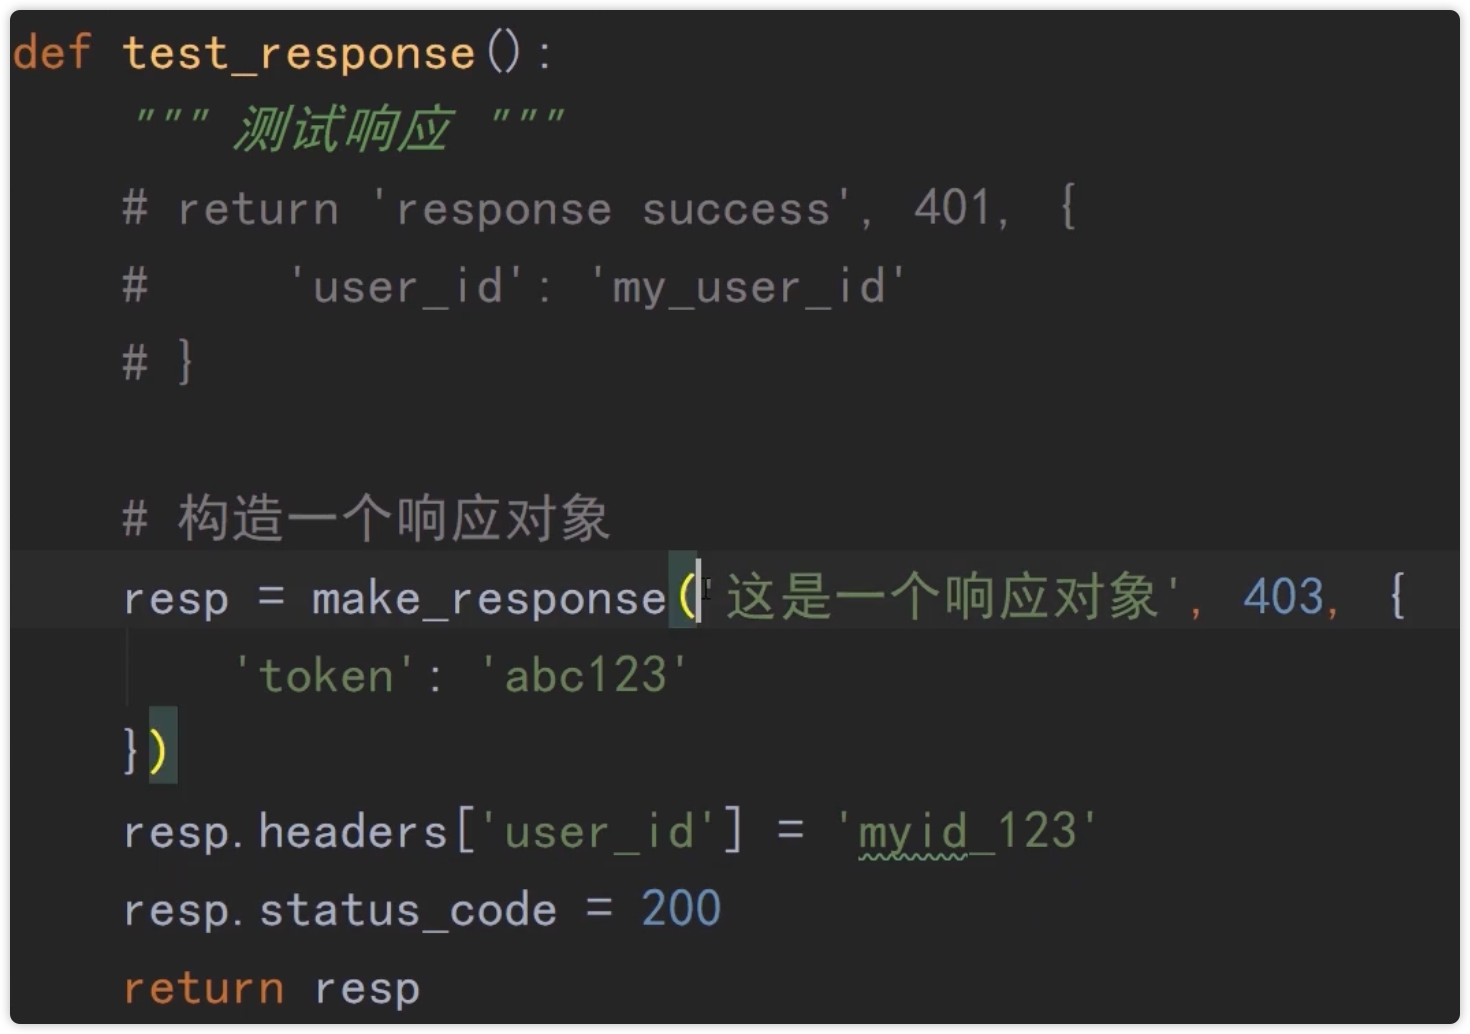 def test_response():
    """ 测试响应 """
    # return 'response success', 401, {
    #     'user_id': 'my_user_id'
    # }
    # 构造一个响应对象
    resp = make_response('这是一个响应对象', 403, {
        'token': 'abc123'
    })
    resp.headers['user_id'] = 'myid_123'
    resp.status_code = 200
    return resp